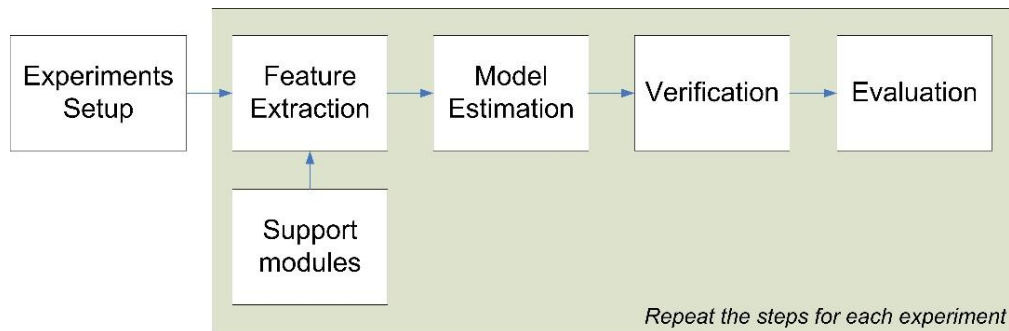 Experiments
Setup
Feature
Extraction
Model
Estimation
Verification
Evaluation
Support
modules
Repeat the steps for each experiment